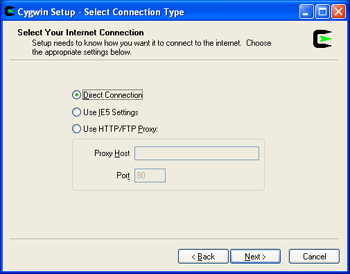 Cygwin Setup - Select Connection Type
Select Your Internet Connection
Setup needs to know how you want it to connect to the internet. Choose
the appropriate settings below.
Direct Connection
Use IE5 Settings
Use HTTP/FTP Proxy:
Proxy Host
Port 80
< Back Next > Cancel